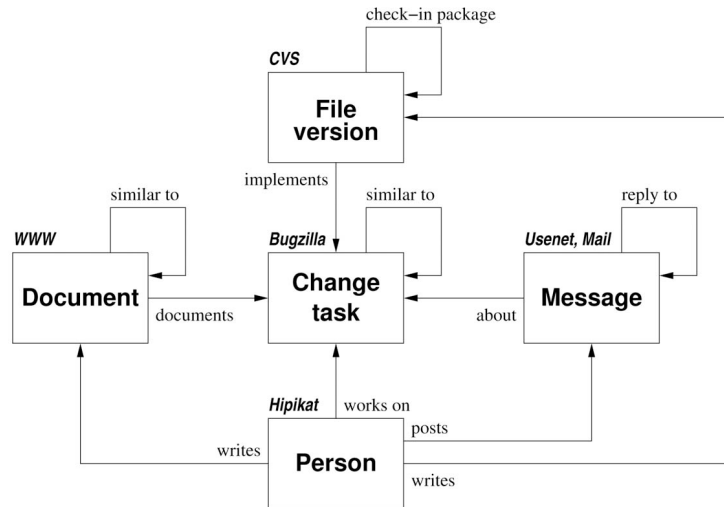 check-in package
CVS
File
version
implements
similar to
similar to
reply to
WWW
Bugzilla
Usenet, Mail
Document
Change
task
Message
documents
about
Hipikat
works on
posts
writes
Person
writes